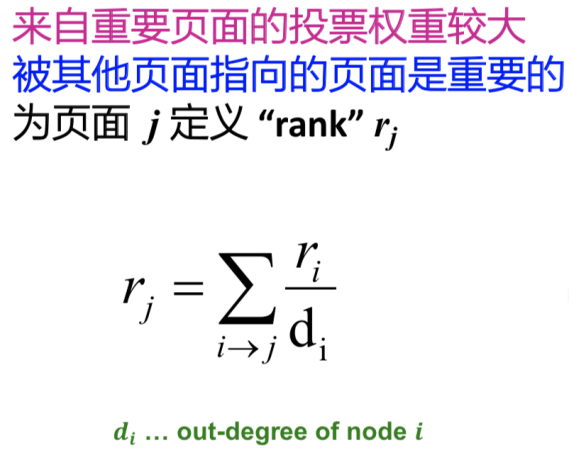 来自重要页面的投票权重较大
被其他页面指向的页面是重要的
为页面 j 定义 “rank” rⱼ
rⱼ = ∑_{i→j} rᵢ/dᵢ
dᵢ … out-degree of node i